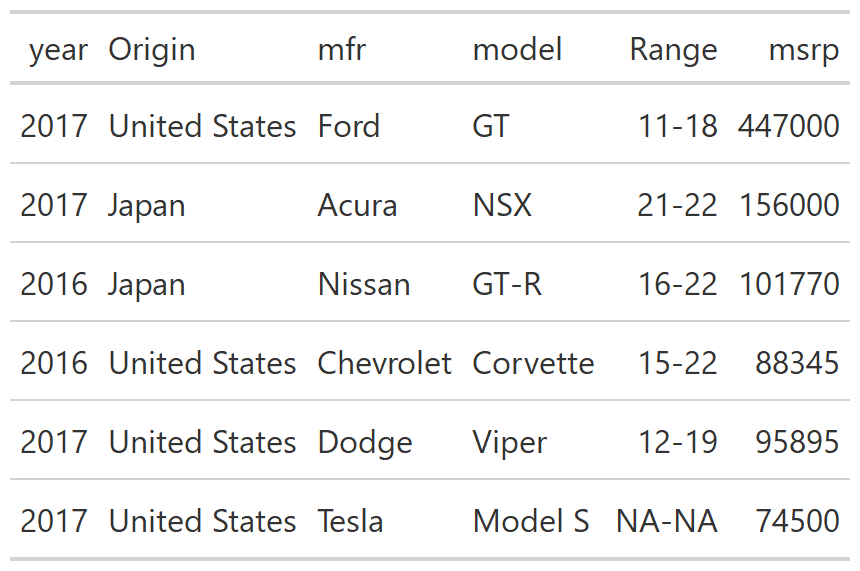 year Origin mfr model Range msrp
2017 United States Ford GT 11-18 447000
2017 Japan Acura NSX 21-22 156000
2016 Japan Nissan GT-R 16-22 101770
2016 United States Chevrolet Corvette 15-22 88345
2017 United States Dodge Viper 12-19 95895
2017 United States Tesla Model S NA-NA 74500